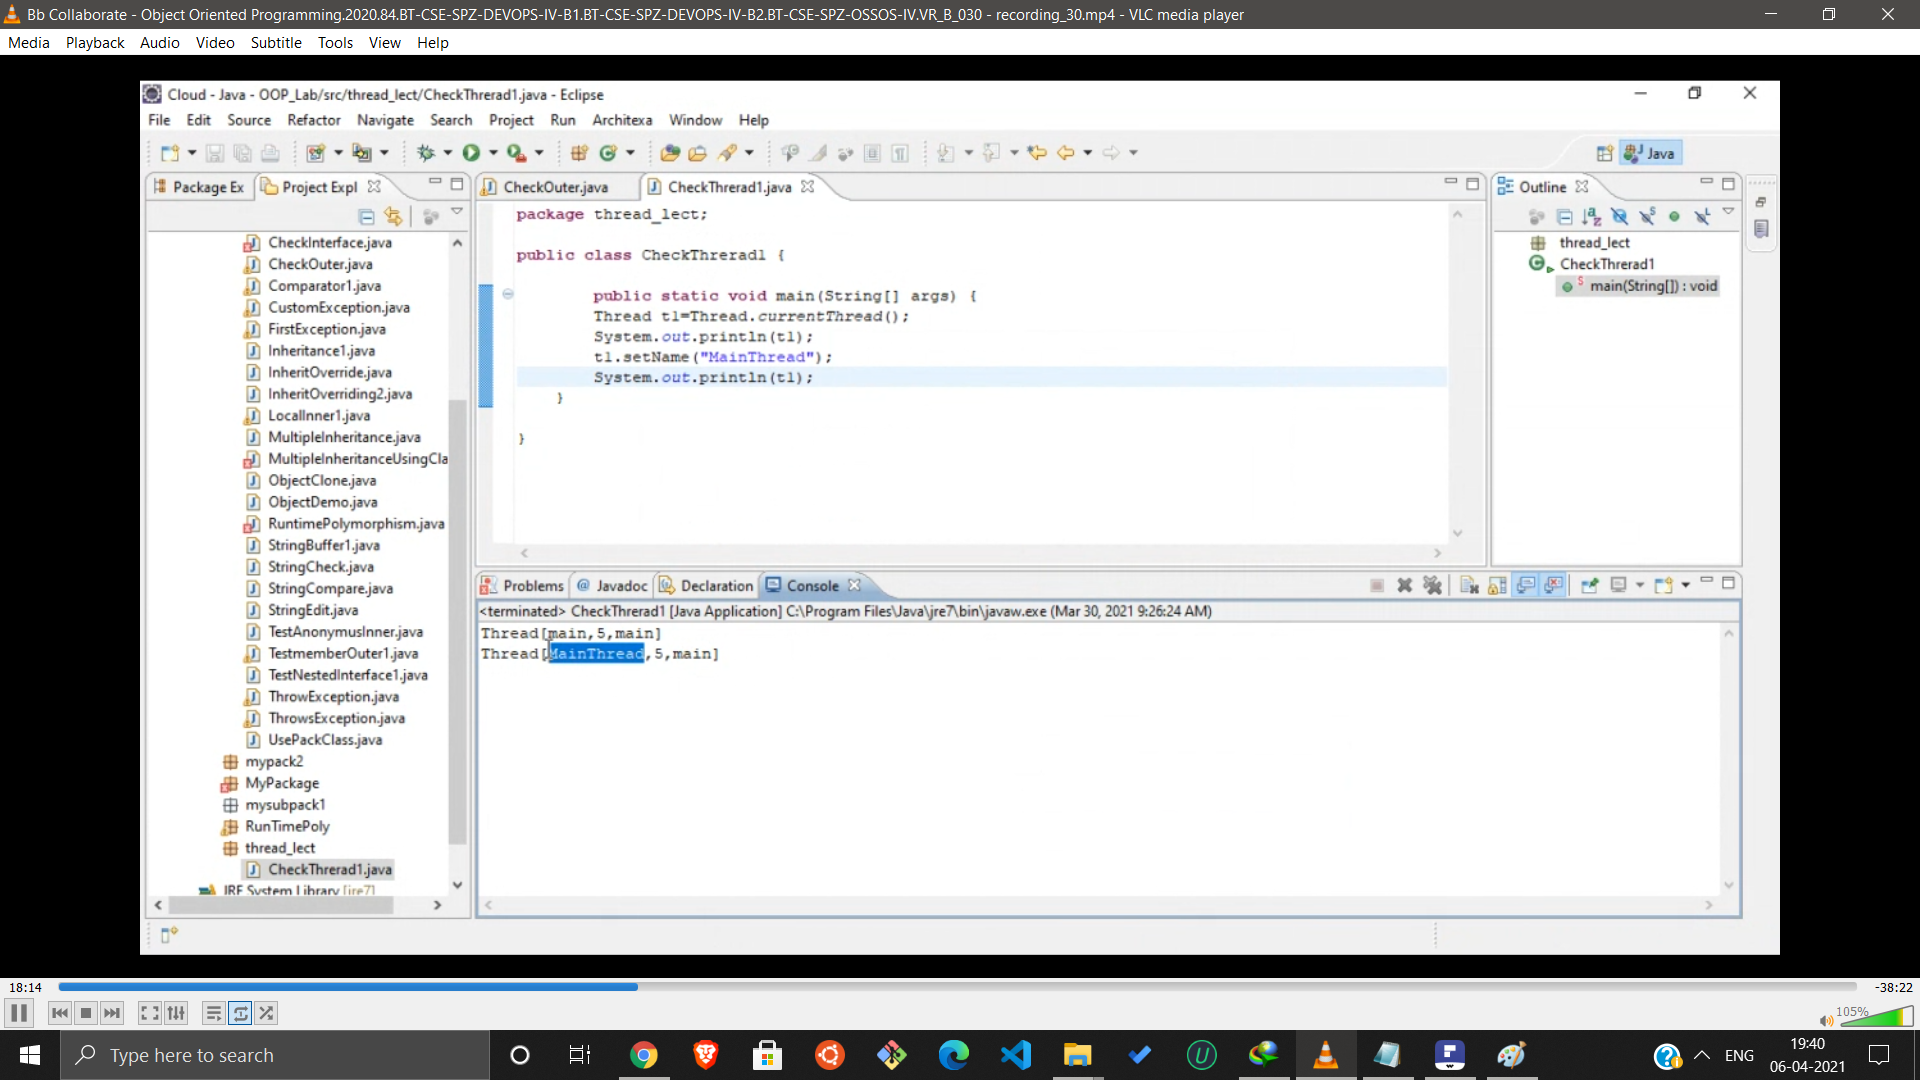 Bb Collaborate - Object Oriented Programming.2020.84.BT-CSE-SPZ-DEVOPS-IV-B1.BT-CSE-SPZ-DEVOPS-IV-B2.BT-CSE-SPZ-OSSOS-IV.VR_B_030 - recording_30.mp4 - VLC media player
Media Playback Audio Video Subtitle Tools View Help
Cloud - Java - OOP_Lab/src/thread_lect/CheckThrerad1.java - Eclipse
File Edit Source Refactor Navigate Search Project Run Architexa Window Help
Java
Package Ex Project Expl
CheckInterface.java
CheckOuter.java
Comparator1.java
CustomException.java
FirstException.java
Inheritance1.java
InheritOverride.java
InheritOverriding2.java
LocalInner1.java
MultipleInheritance.java
MultipleInheritanceUsingCla
ObjectClone.java
ObjectDemo.java
RuntimePolymorphism.java
StringBuffer1.java
StringCheck.java
StringCompare.java
StringEdit.java
TestAnonymusInner.java
TestmemberOuter1.java
TestNestedInterface1.java
ThrowException.java
ThrowsException.java
UsePackClass.java
mypack2
MyPackage
mysubpack1
RunTimePoly
thread_lect
CheckThrerad1.java
JRE System Library [jre7]
CheckOuter.java CheckThrerad1.java
package thread_lect;
public class CheckThrerad1 {
public static void main(String[] args) {
Thread t1=Thread.currentThread();
System.out.println(t1);
t1.setName("MainThread");
System.out.println(t1);
}
}
Outline
thread_lect
CheckThrerad1
main(String[]) : void
Problems @ Javadoc Declaration Console
<terminated> CheckThrerad1 [Java Application] C:\Program Files\Java\jre7\bin\javaw.exe (Mar 30, 2021 9:26:24 AM)
Thread[main,5,main]
Thread[MainThread,5,main]
18:14 -38:22
105%
Type here to search
ENG
19:40
06-04-2021